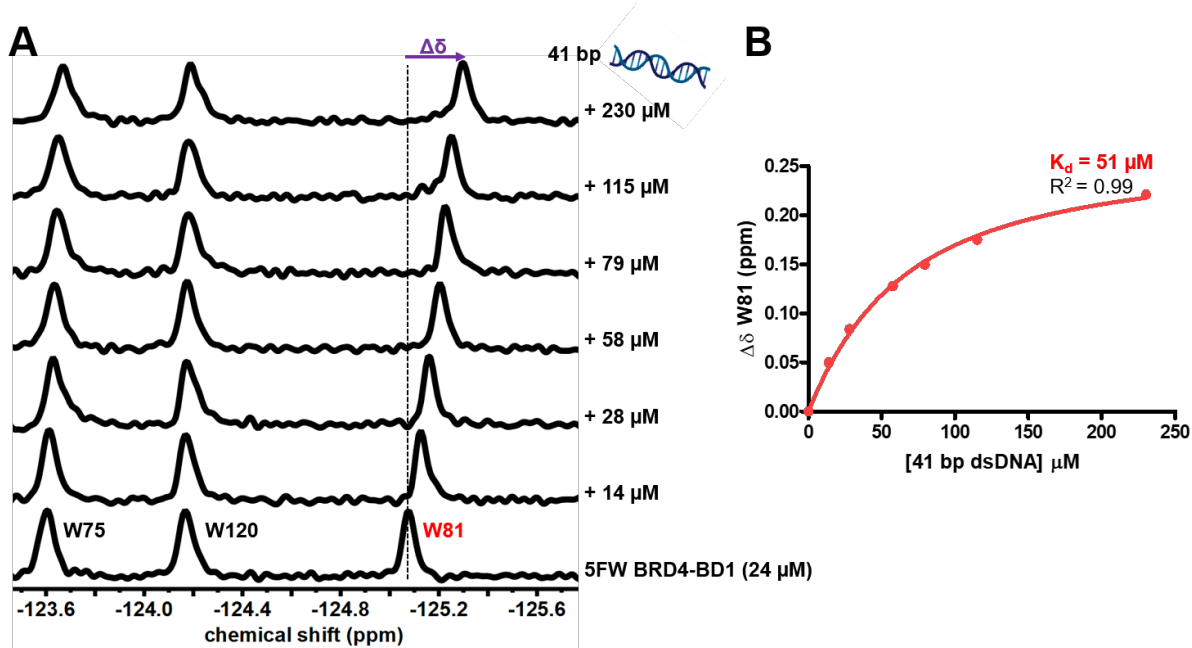 A
Δδ
41 bp
+ 230 µM
+ 115 µM
+ 79 µM
+ 58 µM
+ 28 µM
+ 14 µM
W75
W120
W81
5FW BRD4-BD1 (24 µM)
-123.6
-124.0
-124.4
-124.8
-125.2
-125.6
chemical shift (ppm)
B
Kd = 51 µM
R² = 0.99
0.25
0.20
0.15
0.10
0.05
0.00
Δδ W81 (ppm)
0
50
100
150
200
250
[41 bp dsDNA] µM